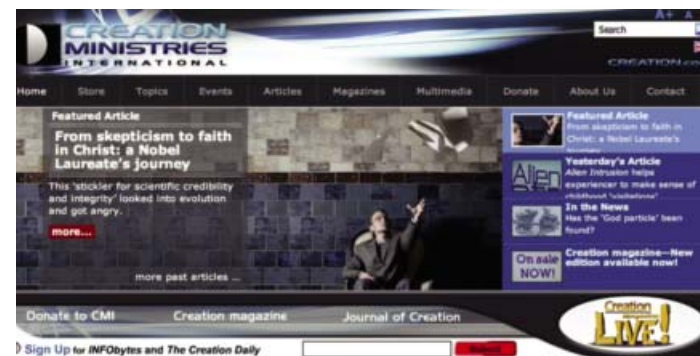 A+ A
Search
CREATION
MINISTRIES
INTERNATIONAL
CREATION.com
Home Store Topics Events Articles Magazines Multimedia Donate About Us Contact
Featured Article
From skepticism to faith
in Christ: a Nobel
Laureate's journey
This 'stickler for scientific credibility
and integrity' looked into evolution
and got angry.
more...
more past articles ...
Featured Article
From skepticism to faith in
Christ: a Nobel Laureate's
journey
Alien
Yesterday's Article
Alien Intrusion helps
experiencer to make sense of
childhood 'visitations'
In the News
Has the 'God particle' been
found?
On sale
NOW!
Creation magazine—New
edition available now!
Donate to CMI Creation magazine Journal of Creation
Creation
LIVE!
Sign Up for INFObytes and The Creation Daily
Submit